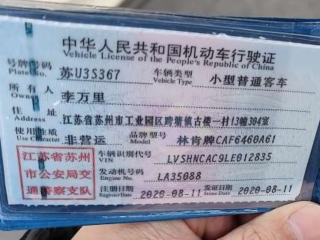 中华人民共和国机动车行驶证
Vehicle License of the People's Republic of China
号牌号码 苏U3S367 车辆类型 小型普通客车
Plate No. Vehicle Type
所有人 李万里
Owner
住址 江苏省苏州市工业园区跨塘镇古楼一村13幢304室
Address
使用性质 非营运 品牌型号 林肯牌CAF6460A61
Use Character
江苏省苏州 车辆识别代号 LVSHNCAC9LE012835
VIN
市公安局交 发动机号码 LA35088
Engine No.
通警察支队 注册日期 2020-08-11 发证日期 2020-08-11